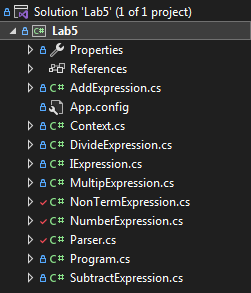 Solution 'Lab5' (1 of 1 project)
Lab5
Properties
References
AddExpression.cs
App.config
Context.cs
DivideExpression.cs
IExpression.cs
MultipExpression.cs
NonTermExpression.cs
NumberExpression.cs
Parser.cs
Program.cs
SubtractExpression.cs